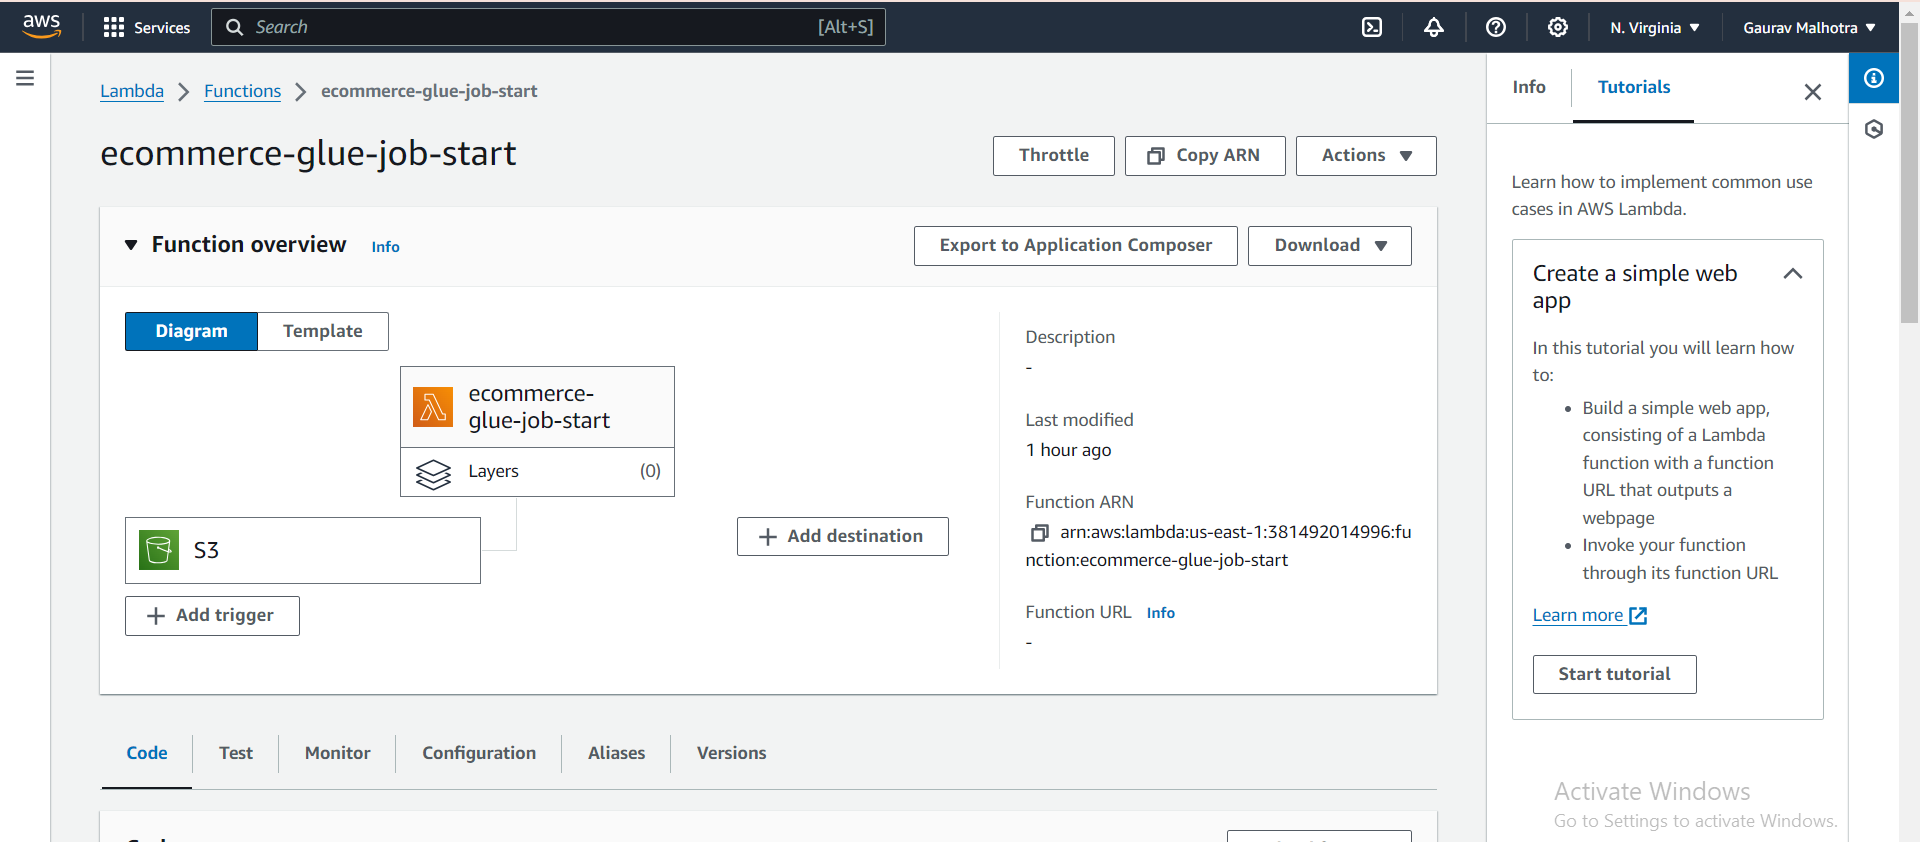 aws
Services
Search
[Alt+S]
N. Virginia
Gaurav Malhotra
Lambda
Functions
ecommerce-glue-job-start
ecommerce-glue-job-start
Throttle
Copy ARN
Actions
Function overview
Info
Export to Application Composer
Download
Diagram
Template
ecommerce-
glue-job-start
Layers
(0)
S3
Add trigger
Add destination
Description
-
Last modified
1 hour ago
Function ARN
arn:aws:lambda:us-east-1:381492014996:fu
nction:ecommerce-glue-job-start
Function URL
Info
-
Code
Test
Monitor
Configuration
Aliases
Versions
Info
Tutorials
Learn how to implement common use
cases in AWS Lambda.
Create a simple web
app
In this tutorial you will learn how
to:
• Build a simple web app,
consisting of a Lambda
function with a function
URL that outputs a
webpage
• Invoke your function
through its function URL
Learn more
Start tutorial
Activate Windows
Go to Settings to activate Windows.